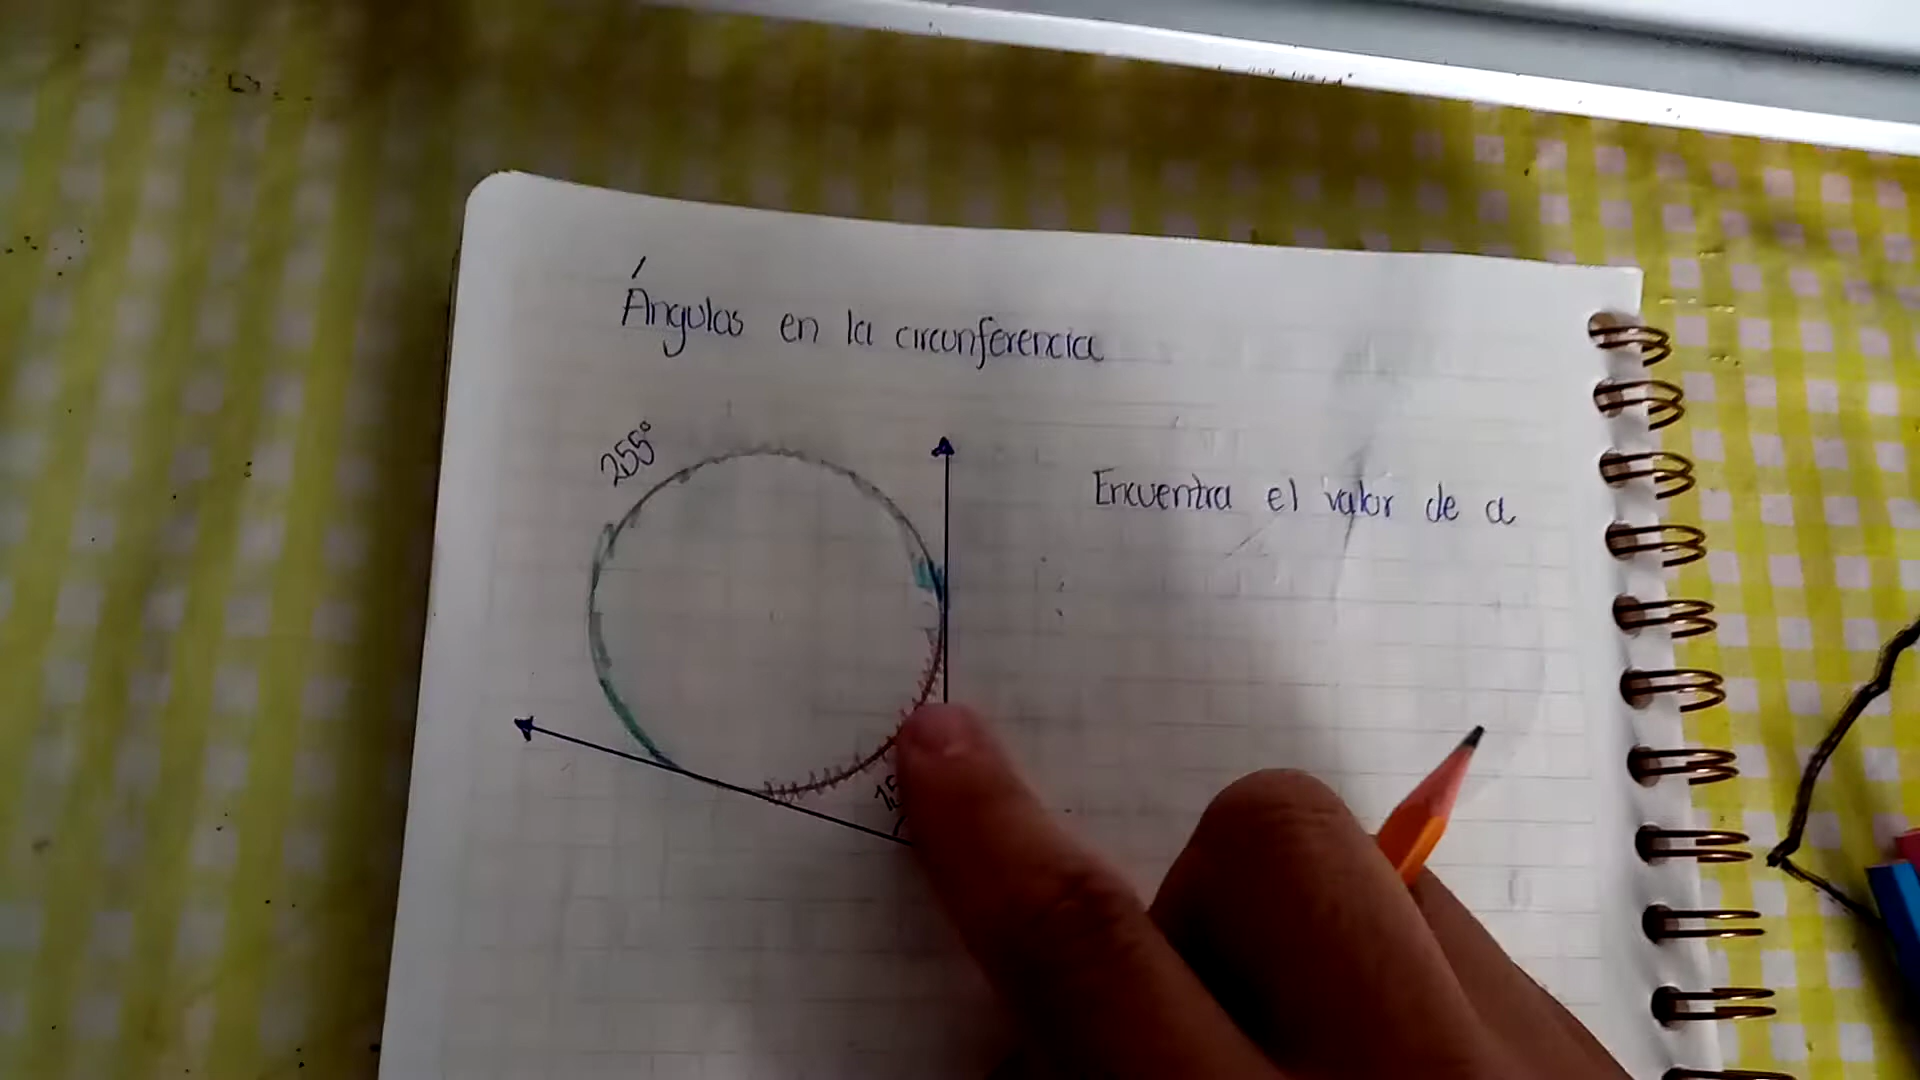 Ángulos en la circunferencia
255°
Encuentra el valor de a